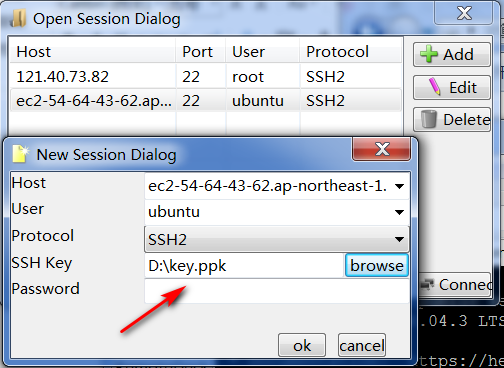 Open Session Dialog
Host Port User Protocol
121.40.73.82 22 root SSH2
ec2-54-64-43-62.ap... 22 ubuntu SSH2
Add
Edit
Delete
New Session Dialog
Host ec2-54-64-43-62.ap-northeast-1.
User ubuntu
Protocol SSH2
SSH Key D:\key.ppk browse
Password
ok cancel
Connec
.04.3 LTS
https://he